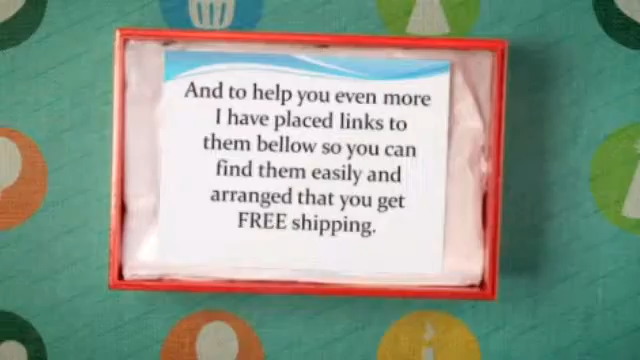 And to help you even more
I have placed links to
them bellow so you can
find them easily and
arranged that you get
FREE shipping.